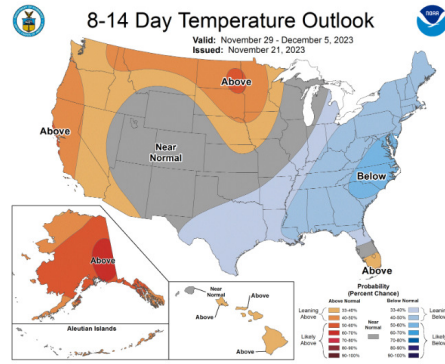 8-14 Day Temperature Outlook
Valid: November 29 - December 5, 2023
Issued: November 21, 2023
NOAA
Above
Above
Near
Normal
Below
Above
Above
Aleutian Islands
Near
Normal
Above
Above
Above
Probability
(Percent Chance)
Above Normal
Below Normal
Leaning
Above
33-40%
40-50%
50-60%
60-70%
70-80%
80-90%
90-100%
Likely
Above
Near
Normal
33-40%
40-50%
50-60%
60-70%
70-80%
80-90%
90-100%
Leaning
Below
Likely
Below